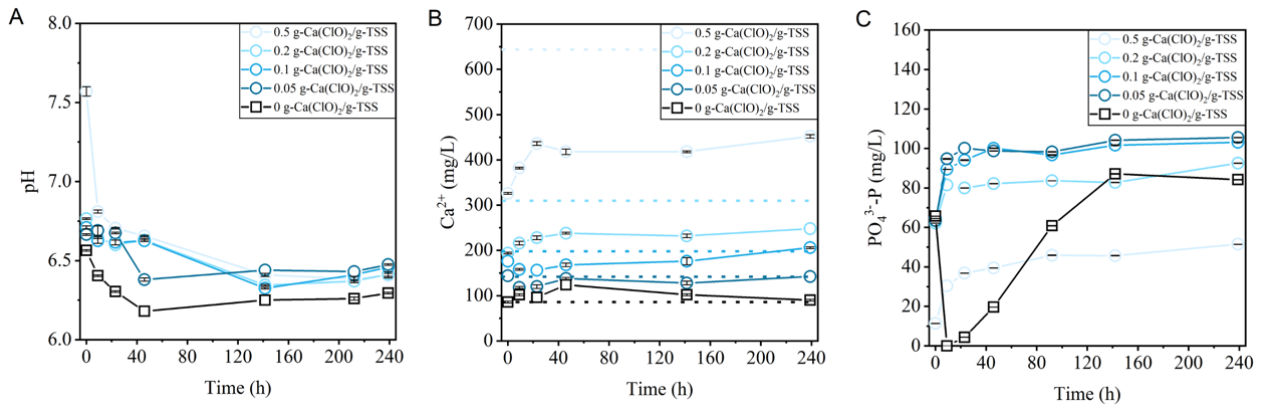 A
8.0
7.5
7.0
6.5
6.0
pH
0
40
80
120
160
200
240
Time (h)
0.5 g-Ca(ClO)₂/g-TSS
0.2 g-Ca(ClO)₂/g-TSS
0.1 g-Ca(ClO)₂/g-TSS
0.05 g-Ca(ClO)₂/g-TSS
0 g-Ca(ClO)₂/g-TSS
B
700
600
500
400
300
200
100
0
Ca²⁺ (mg/L)
0
40
80
120
160
200
240
Time (h)
0.5 g-Ca(ClO)₂/g-TSS
0.2 g-Ca(ClO)₂/g-TSS
0.1 g-Ca(ClO)₂/g-TSS
0.05 g-Ca(ClO)₂/g-TSS
0 g-Ca(ClO)₂/g-TSS
C
160
140
120
100
80
60
40
20
0
PO₄³⁻-P (mg/L)
0
40
80
120
160
200
240
Time (h)
0.5 g-Ca(ClO)₂/g-TSS
0.2 g-Ca(ClO)₂/g-TSS
0.1 g-Ca(ClO)₂/g-TSS
0.05 g-Ca(ClO)₂/g-TSS
0 g-Ca(ClO)₂/g-TSS